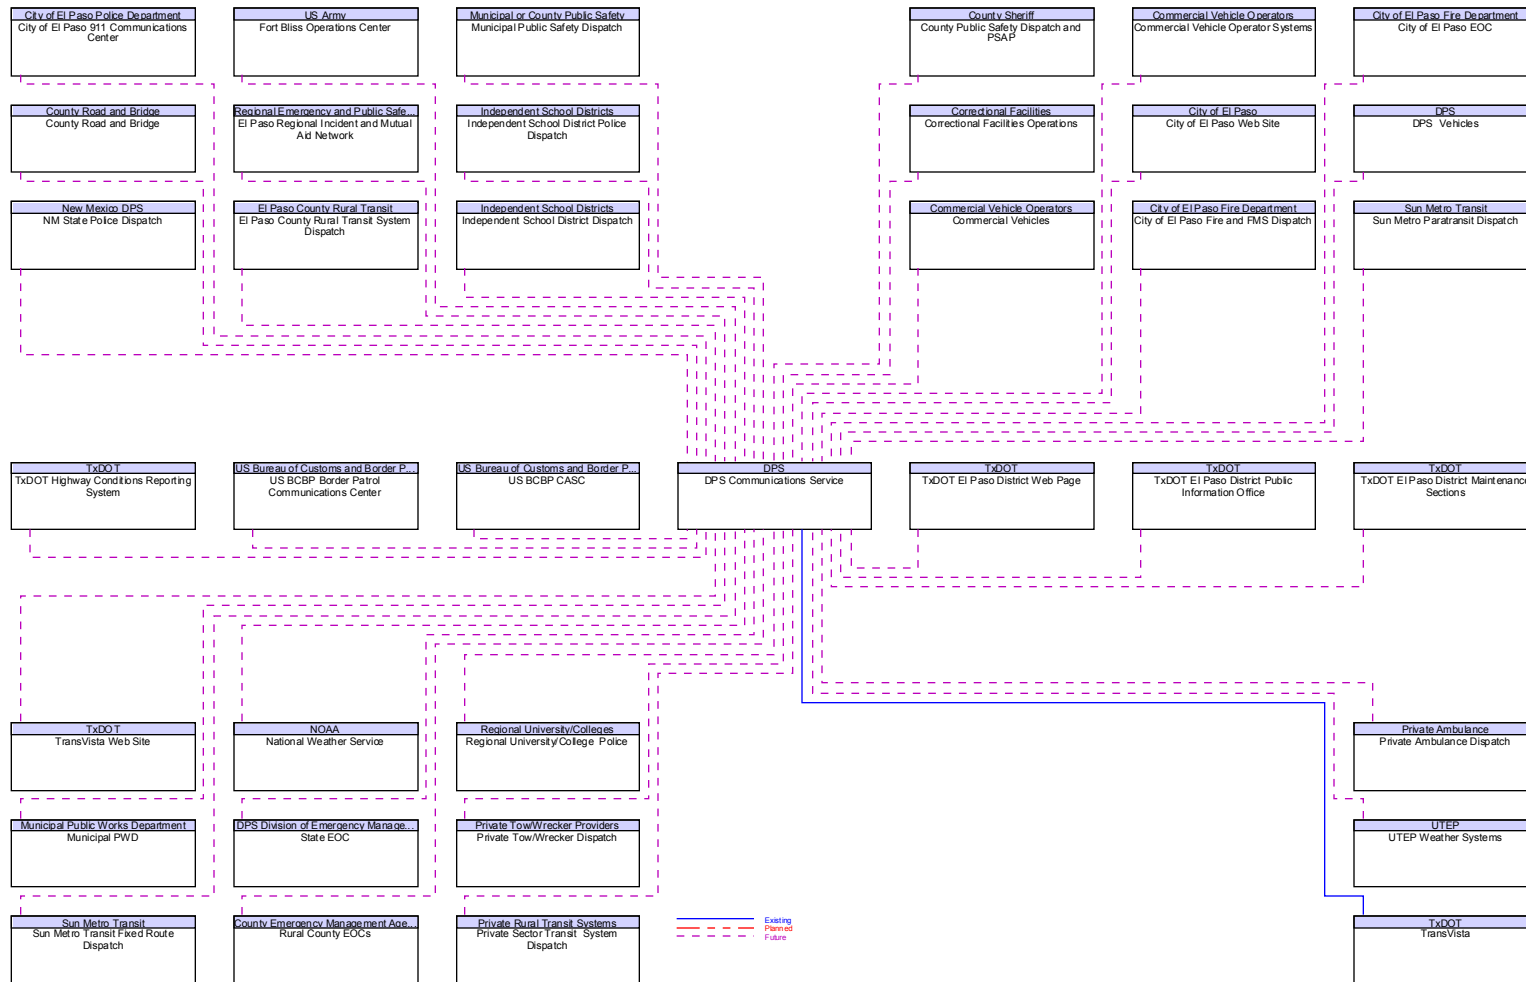 City of El Paso Police Department
City of El Paso 911 Communications
Center
US Army
Fort Bliss Operations Center
Municipal or County Public Safety
Municipal Public Safety Dispatch
County Sheriff
County Public Safety Dispatch and
PSAP
Commercial Vehicle Operators
Commercial Vehicle Operator Systems
City of El Paso Fire Department
City of El Paso EOC
County Road and Bridge
County Road and Bridge
Regional Emergency and Public Safe...
El Paso Regional Incident and Mutual
Aid Network
Independent School Districts
Independent School District Police
Dispatch
Correctional Facilities
Correctional Facilities Operations
City of El Paso
City of El Paso Web Site
DPS
DPS Vehicles
New Mexico DPS
NM State Police Dispatch
El Paso County Rural Transit
El Paso County Rural Transit System
Dispatch
Independent School Districts
Independent School District Dispatch
Commercial Vehicle Operators
Commercial Vehicles
City of El Paso Fire Department
City of El Paso Fire and FMS Dispatch
Sun Metro Transit
Sun Metro Paratransit Dispatch
TxDOT
TxDOT Highway Conditions Reporting
System
US Bureau of Customs and Border P...
US BCBP Border Patrol
Communications Center
US Bureau of Customs and Border P...
US BCBP CASC
DPS
DPS Communications Service
TxDOT
TxDOT El Paso District Web Page
TxDOT
TxDOT El Paso District Public
Information Office
TxDOT
TxDOT El Paso District Maintenance
Sections
TxDOT
TransVista Web Site
NOAA
National Weather Service
Regional University/Colleges
Regional University/College Police
Private Ambulance
Private Ambulance Dispatch
Municipal Public Works Department
Municipal PWD
DPS Division of Emergency Manage...
State EOC
Private Tow/Wrecker Providers
Private Tow/Wrecker Dispatch
UTEP
UTEP Weather Systems
Sun Metro Transit
Sun Metro Transit Fixed Route
Dispatch
County Emergency Management Age...
Rural County EOCs
Private Rural Transit Systems
Private Sector Transit System
Dispatch
Existing
Planned
Future
TxDOT
TransVista